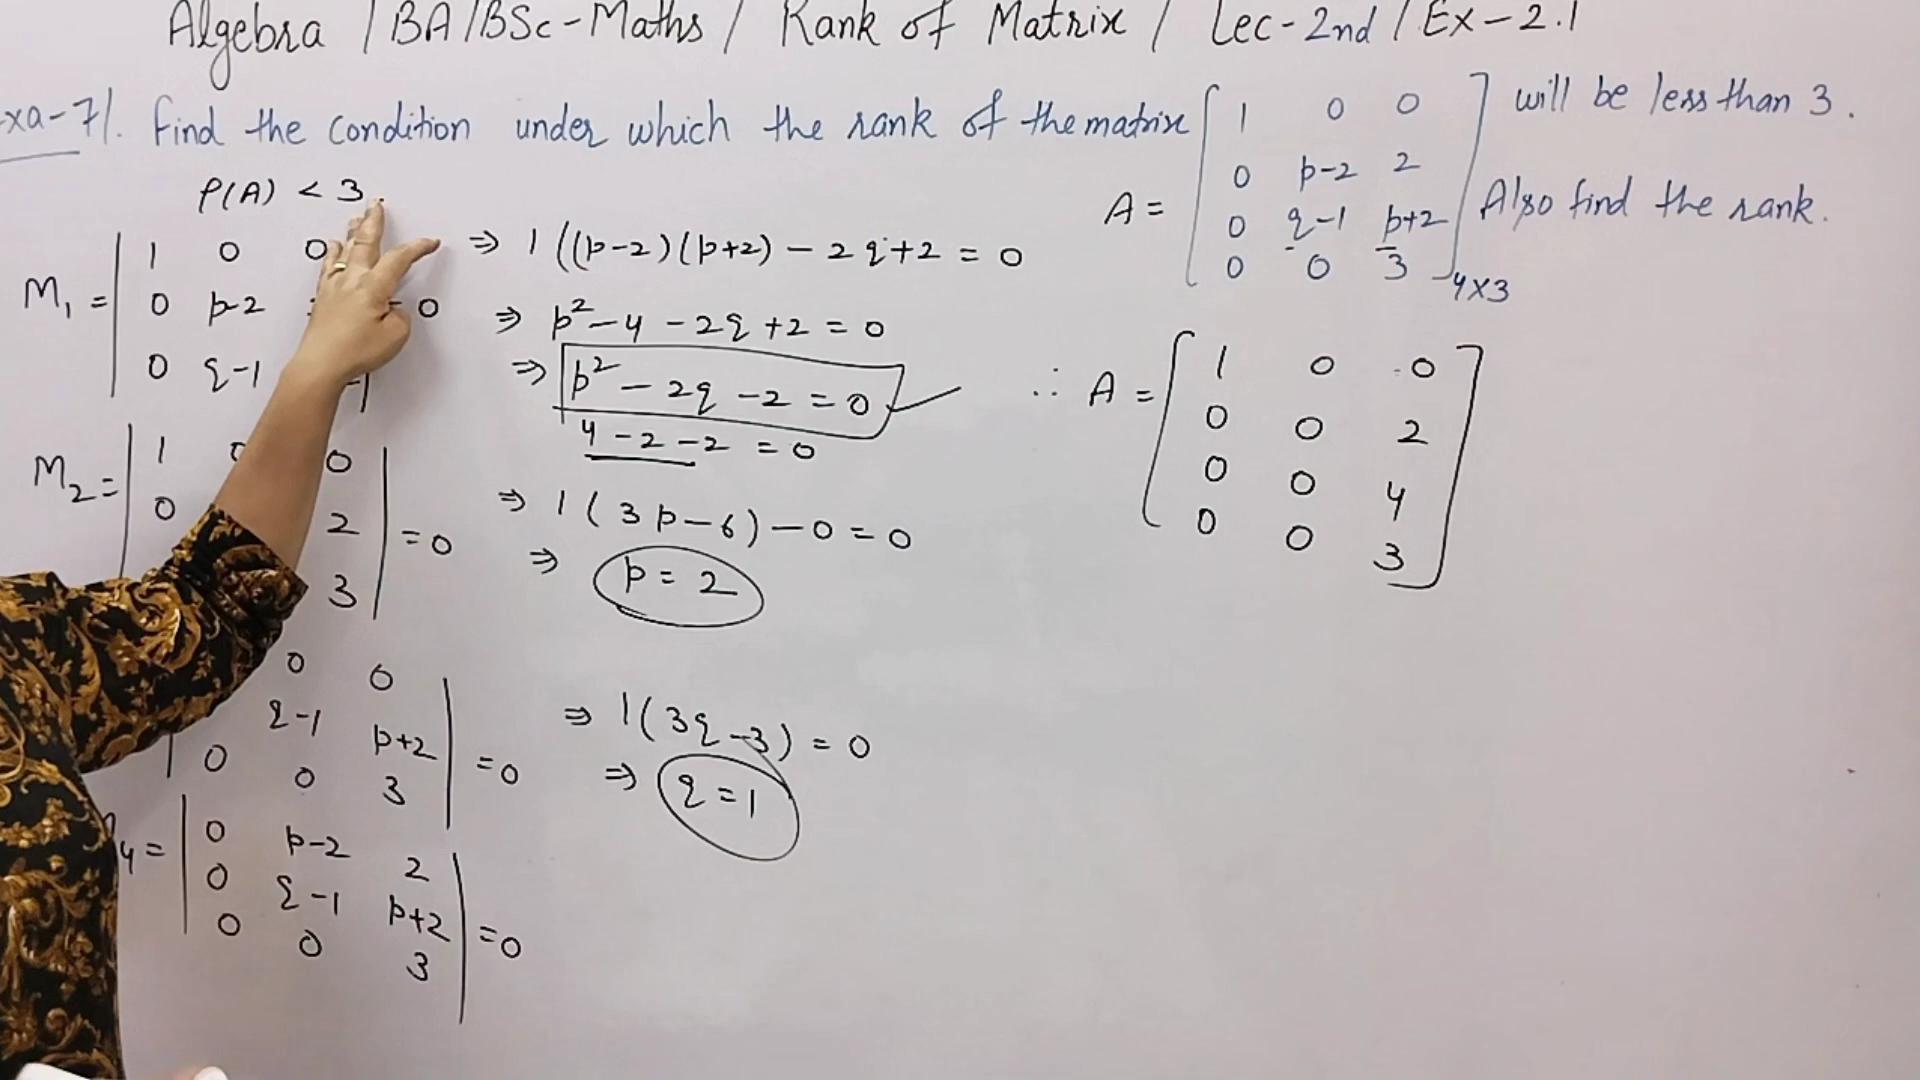 Algebra / BA/BSc-Maths / Rank of Matrix / Lec-2nd / Ex-2.1
xa-7|. Find the condition under which the rank of the matrix A = [ 1 0 0 ] will be less than 3.
0 p-2 2
0 q-1 p+2
0 0 3
4x3
Also find the rank.
ρ(A) < 3.
M1 = | 1 0 0
0 p-2 = 0
0 q-1
⇒ 1((p-2)(p+2) - 2q+2 = 0
⇒ p² - 4 - 2q + 2 = 0
⇒ p² - 2q - 2 = 0
4 - 2 - 2 = 0
M2 = | 1 0 0
0 2
3 | = 0
⇒ 1(3p-6) - 0 = 0
⇒ p = 2
0 0
q-1 p+2
0 0 3 | = 0
⇒ 1(3q-3) = 0
⇒ q = 1
4 = | 0 p-2 2
0 q-1 p+2
0 0 3 | = 0
∴ A = [ 1 0 0
0 0 2
0 0 4
0 0 3 ]